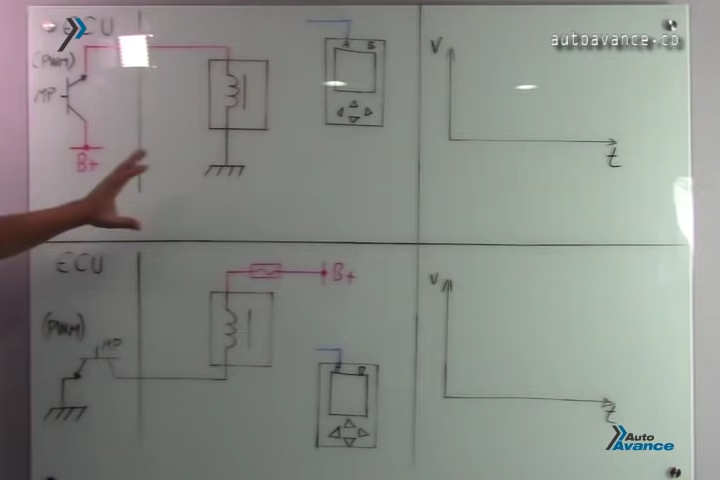 ECU
autoavance.co
(PWM)
MP
B+
A B
V
t
ECU
B+
(PWM)
MP
V
t
Auto
Avance